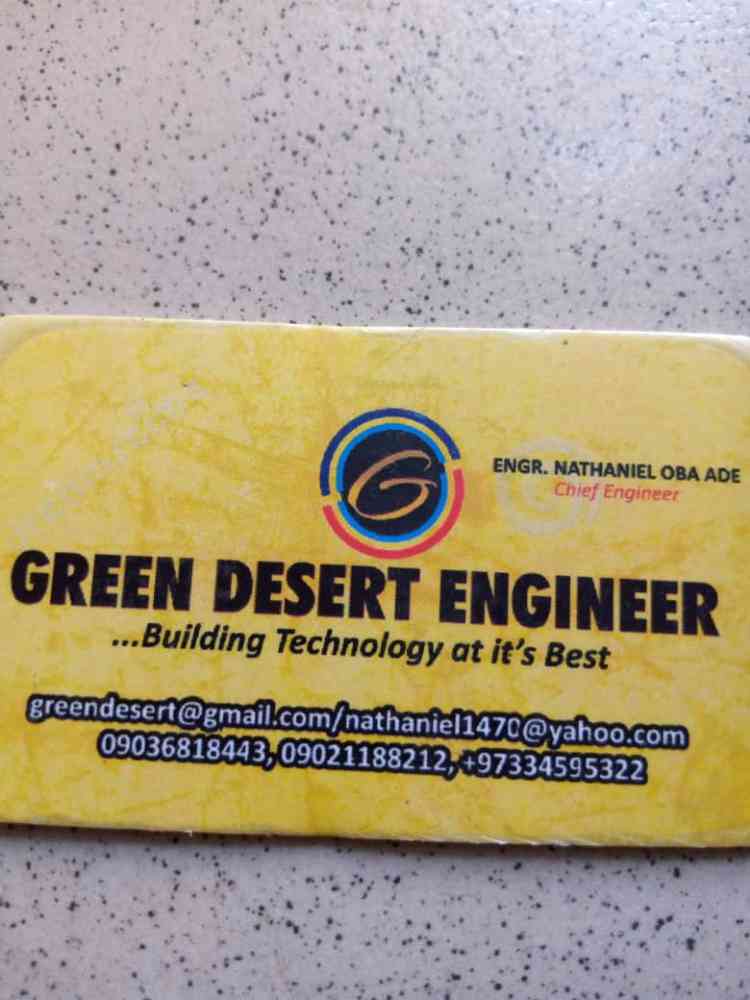 G
ENGR. NATHANIEL OBA ADE
Chief Engineer
GREEN DESERT ENGINEER
...Building Technology at it's Best
greendesert@gmail.com/nathaniel1470@yahoo.com
09036818443, 09021188212, +97334595322